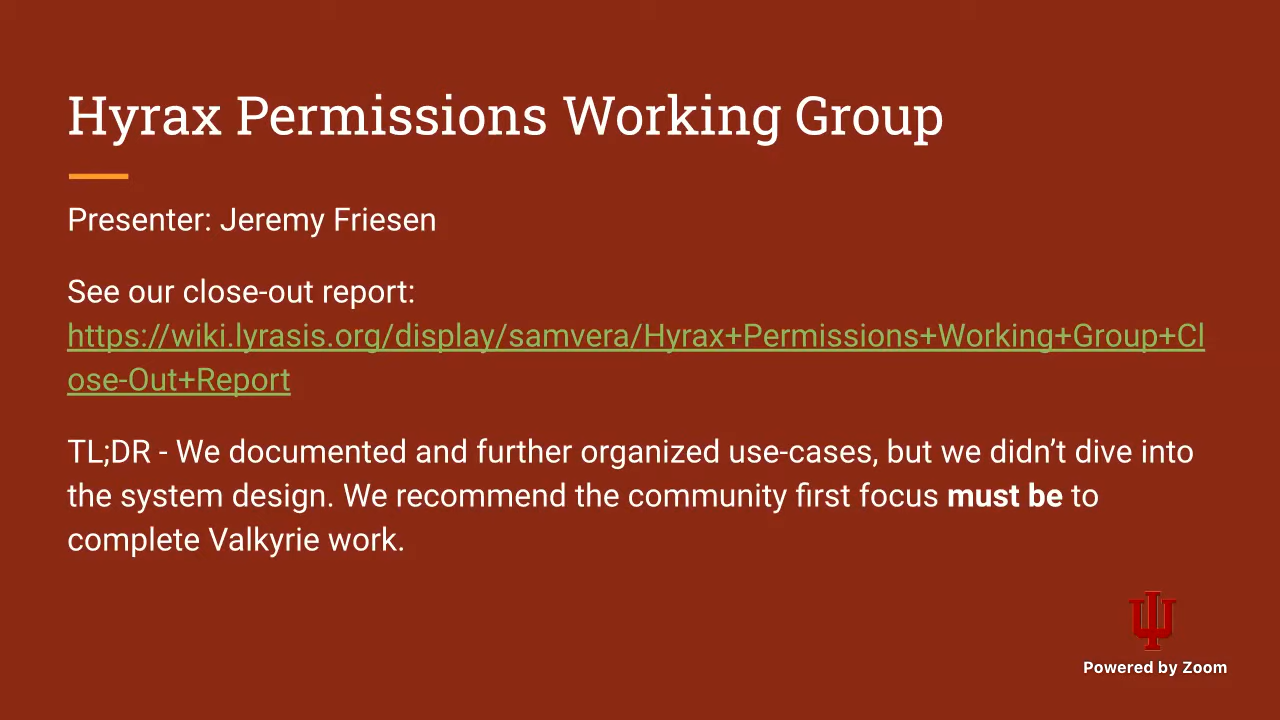 Hyrax Permissions Working Group
Presenter: Jeremy Friesen
See our close-out report:
https://wiki.lyrasis.org/display/samvera/Hyrax+Permissions+Working+Group+Cl
ose-Out+Report
TL;DR - We documented and further organized use-cases, but we didn’t dive into
the system design. We recommend the community first focus must be to
complete Valkyrie work.
Powered by Zoom